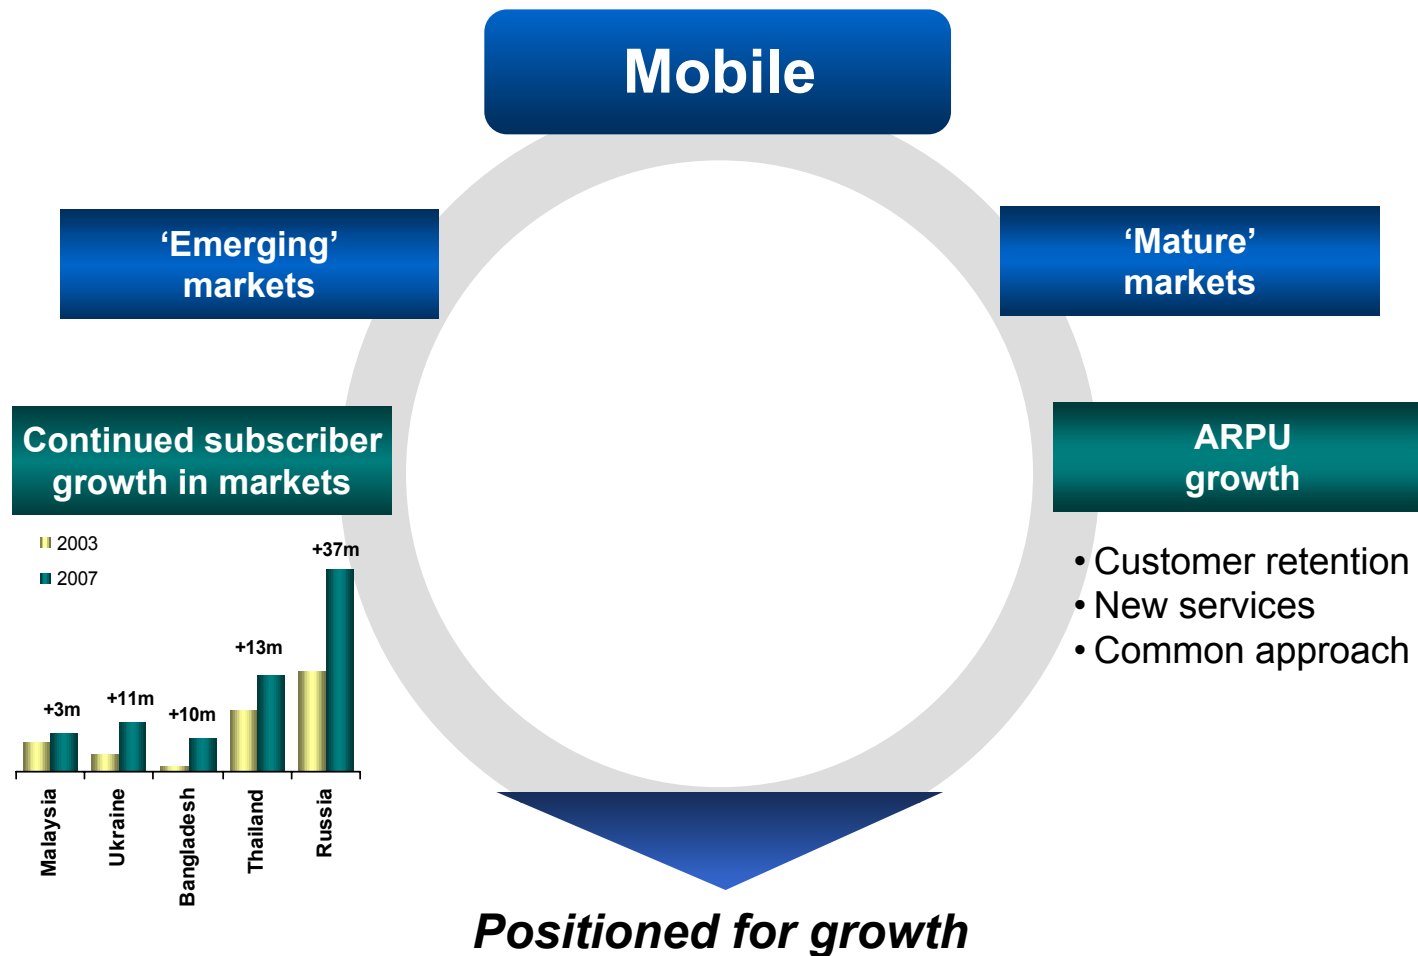 Mobile
‘Emerging’
markets
‘Mature’
markets
Continued subscriber
growth in markets
ARPU
growth
2003
2007
+3m
+11m
+10m
+13m
+37m
Malaysia
Ukraine
Bangladesh
Thailand
Russia
• Customer retention
• New services
• Common approach
Positioned for growth